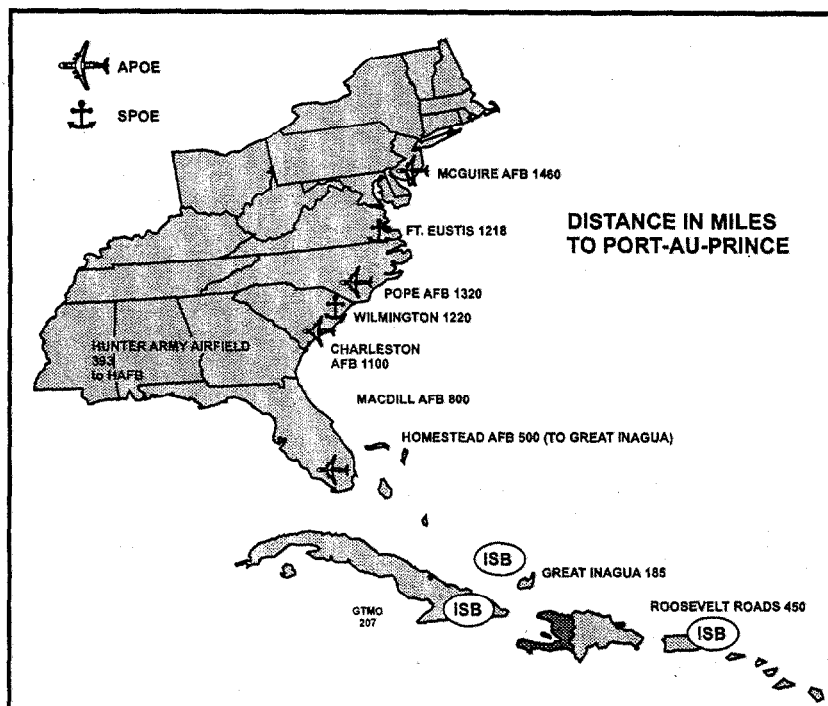 APOE
SPOE
MCGUIRE AFB 1460
DISTANCE IN MILES
TO PORT-AU-PRINCE
FT. EUSTIS 1218
POPE AFB 1320
WILMINGTON 1220
HUNTER ARMY AIRFIELD
393
to HAFB
CHARLESTON
AFB 1100
MACDILL AFB 800
HOMESTEAD AFB 500 (TO GREAT INAGUA)
ISB
GREAT INAGUA 185
GTMO
207
ISB
ROOSEVELT ROADS 450
ISB